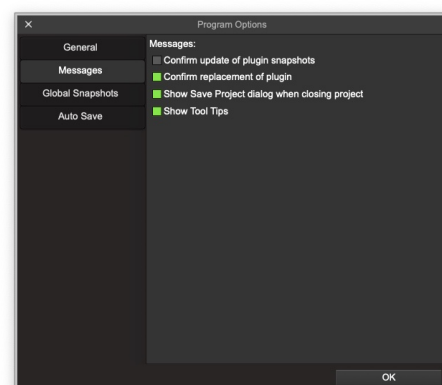 Program Options
General
Messages
Global Snapshots
Auto Save
Messages:
Confirm update of plugin snapshots
Confirm replacement of plugin
Show Save Project dialog when closing project
Show Tool Tips
OK